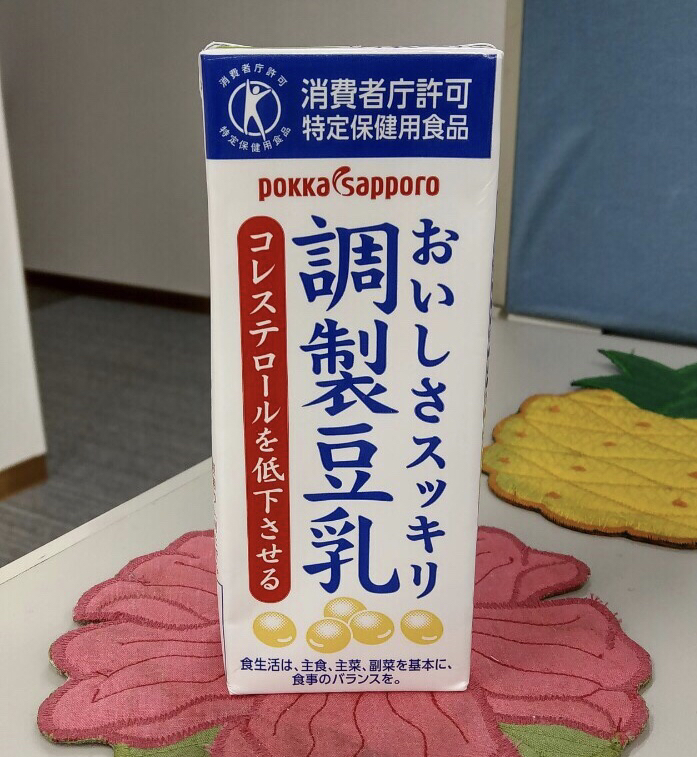 消費者庁許可
特定保健用食品
消費者庁許可
特定保健用食品
pokka sapporo
おいしさスッキリ
調製豆乳
コレステロールを低下させる
食生活は、主食、主菜、副菜を基本に、
食事のバランスを。